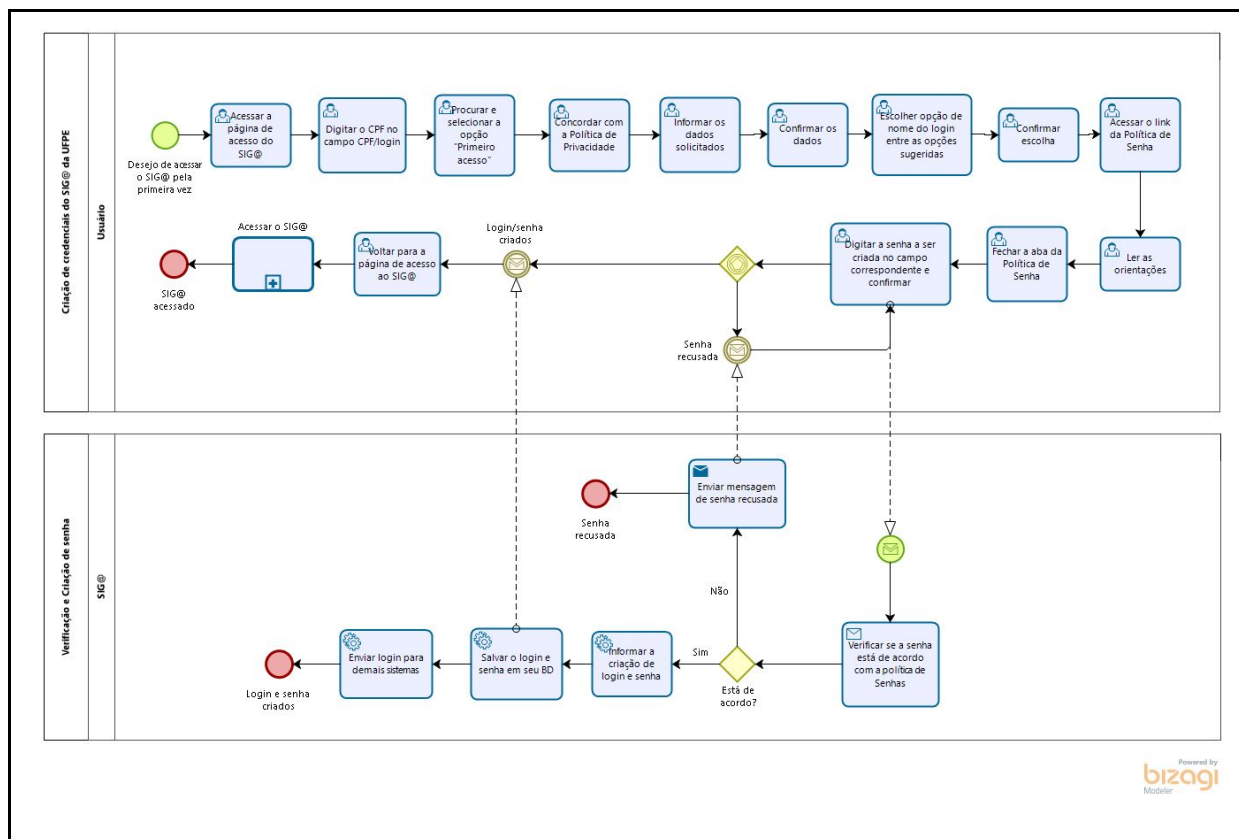 Criação de credenciais do SIG@ da UFPE
Usuário
Desejo de acessar
o SIG@ pela
primeira vez
Acessar a
página de
acesso do
SIG@
Digitar o CPF no
campo CPF/login
Procurar e
selecionar a
opção
"Primeiro
acesso"
Concordar com
a Política de
Privacidade
Informar os
dados
solicitados
Confirmar os
dados
Escolher opção de
nome do login
entre as opções
sugeridas
Confirmar
escolha
Acessar o link
da Política de
Senha
Ler as
orientações
Fechar a aba
da Política de
Senha
Digitar a senha a ser
criada no campo
correspondente e
confirmar
Senha
recusada
Login/senha
criados
Voltar para a
página de acesso
ao SIG@
Acessar o SIG@
SIG@
acessado
Verificação e Criação de senha
SIG@
Enviar mensagem
de senha recusada
Senha
recusada
Não
Verificar se a senha
está de acordo
com a política de
Senhas
Está de
acordo?
Sim
Informar a
criação de
login e senha
Salvar o login e
senha em seu BD
Enviar login para
demais sistemas
Login e senha
criados
Powered by
bizagi
Modeler